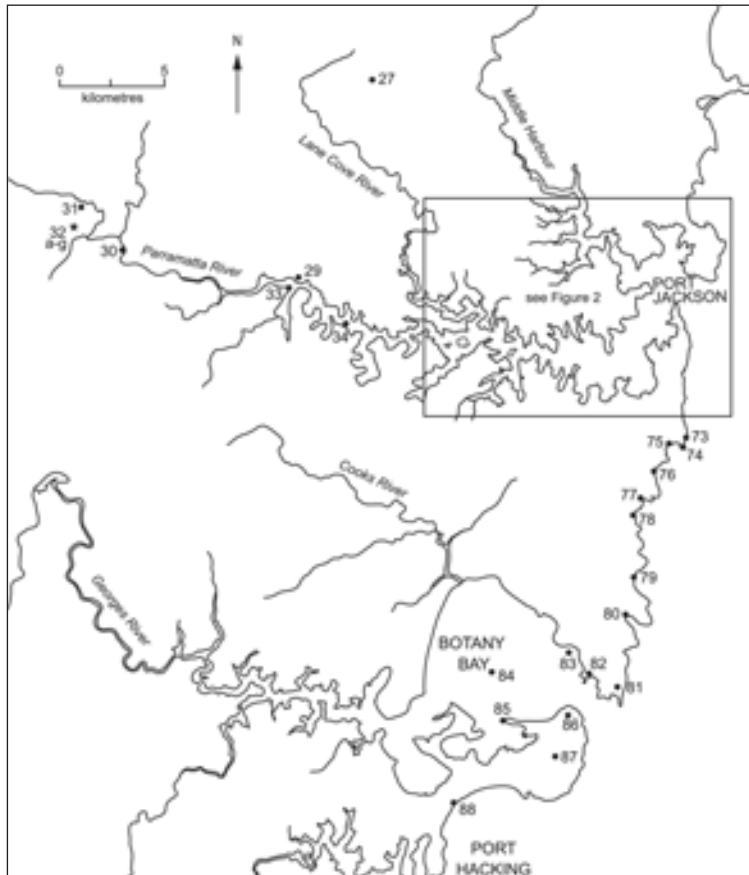 N
0
5
kilometres
27
Middle Harbour
Lane Cove River
31
32
a-g
30
Parramatta River
29
33
34
PORT
JACKSON
see Figure 2
73
74
75
76
77
78
79
80
Cooks River
Georges River
BOTANY
BAY
84
83
82
81
85
86
87
88
PORT
HACKING